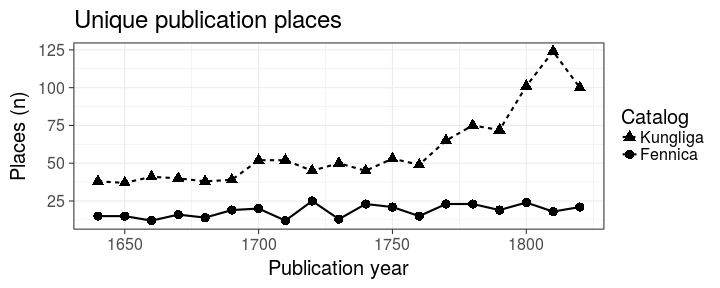 Unique publication places
Places (n)
125
100
75
50
25
1650 1700 1750 1800
Publication year
Catalog
Kungliga
Fennica